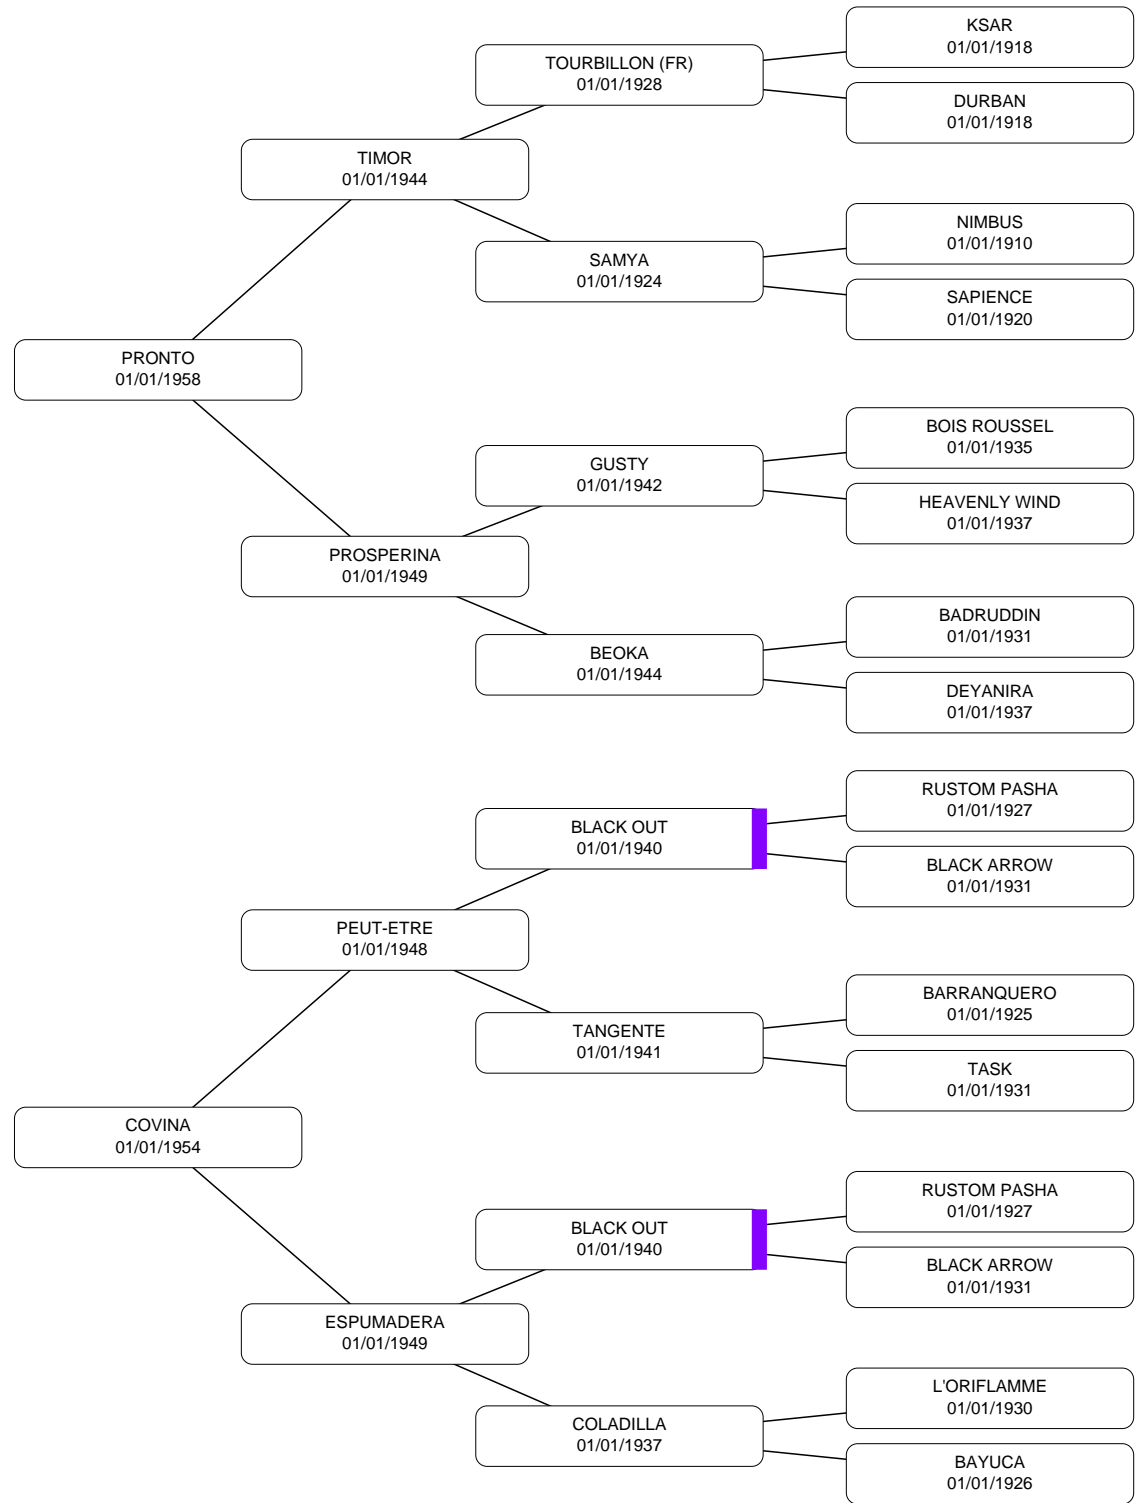 KSAR
01/01/1918
TOURBILLON (FR)
01/01/1928
DURBAN
01/01/1918
TIMOR
01/01/1944
NIMBUS
01/01/1910
SAMYA
01/01/1924
SAPIENCE
01/01/1920
PRONTO
01/01/1958
BOIS ROUSSEL
01/01/1935
GUSTY
01/01/1942
HEAVENLY WIND
01/01/1937
PROSPERINA
01/01/1949
BADRUDDIN
01/01/1931
BEOKA
01/01/1944
DEYANIRA
01/01/1937
RUSTOM PASHA
01/01/1927
BLACK OUT
01/01/1940
BLACK ARROW
01/01/1931
PEUT-ETRE
01/01/1948
BARRANQUERO
01/01/1925
TANGENTE
01/01/1941
TASK
01/01/1931
COVINA
01/01/1954
RUSTOM PASHA
01/01/1927
BLACK OUT
01/01/1940
BLACK ARROW
01/01/1931
ESPUMADERA
01/01/1949
L'ORIFLAMME
01/01/1930
COLADILLA
01/01/1937
BAYUCA
01/01/1926